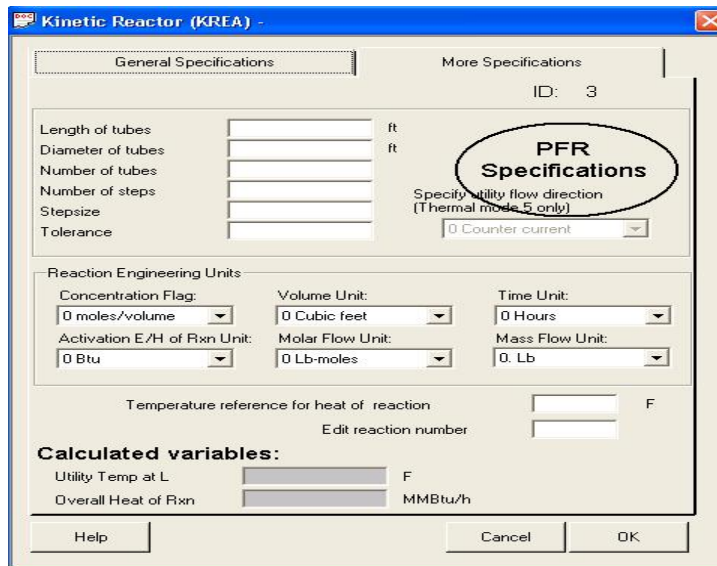 Kinetic Reactor (KREA) -
General Specifications More Specifications
ID: 3
Length of tubes ft
Diameter of tubes ft
Number of tubes
Number of steps
Stepsize
Tolerance
PFR
Specifications
Specify utility flow direction
(Thermal mode 5 only)
0 Counter current
Reaction Engineering Units
Concentration Flag: Volume Unit: Time Unit:
0 moles/volume 0 Cubic feet 0 Hours
Activation E/H of Rxn Unit: Molar Flow Unit: Mass Flow Unit:
0 Btu 0 Lb-moles 0. Lb
Temperature reference for heat of reaction F
Edit reaction number
Calculated variables:
Utility Temp at L F
Overall Heat of Rxn MMBtu/h
Help Cancel OK